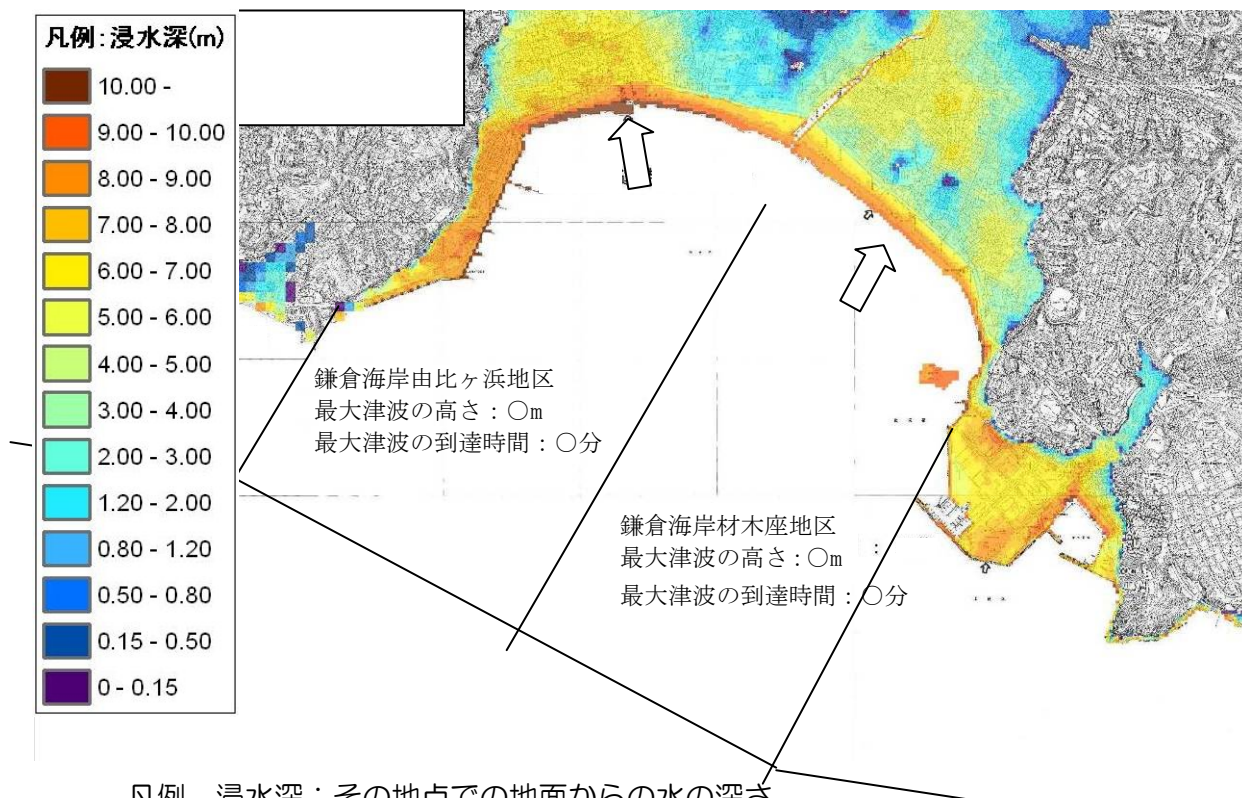 凡例:浸水深(m)
10.00 -
9.00 - 10.00
8.00 - 9.00
7.00 - 8.00
6.00 - 7.00
5.00 - 6.00
4.00 - 5.00
3.00 - 4.00
2.00 - 3.00
1.20 - 2.00
0.80 - 1.20
0.50 - 0.80
0.15 - 0.50
0 - 0.15
鎌倉海岸由比ヶ浜地区
最大津波の高さ：○m
最大津波の到達時間：○分
鎌倉海岸材木座地区
最大津波の高さ：○m
最大津波の到達時間：○分
：
凡例 浸水深：その地点での地面からの水の深さ